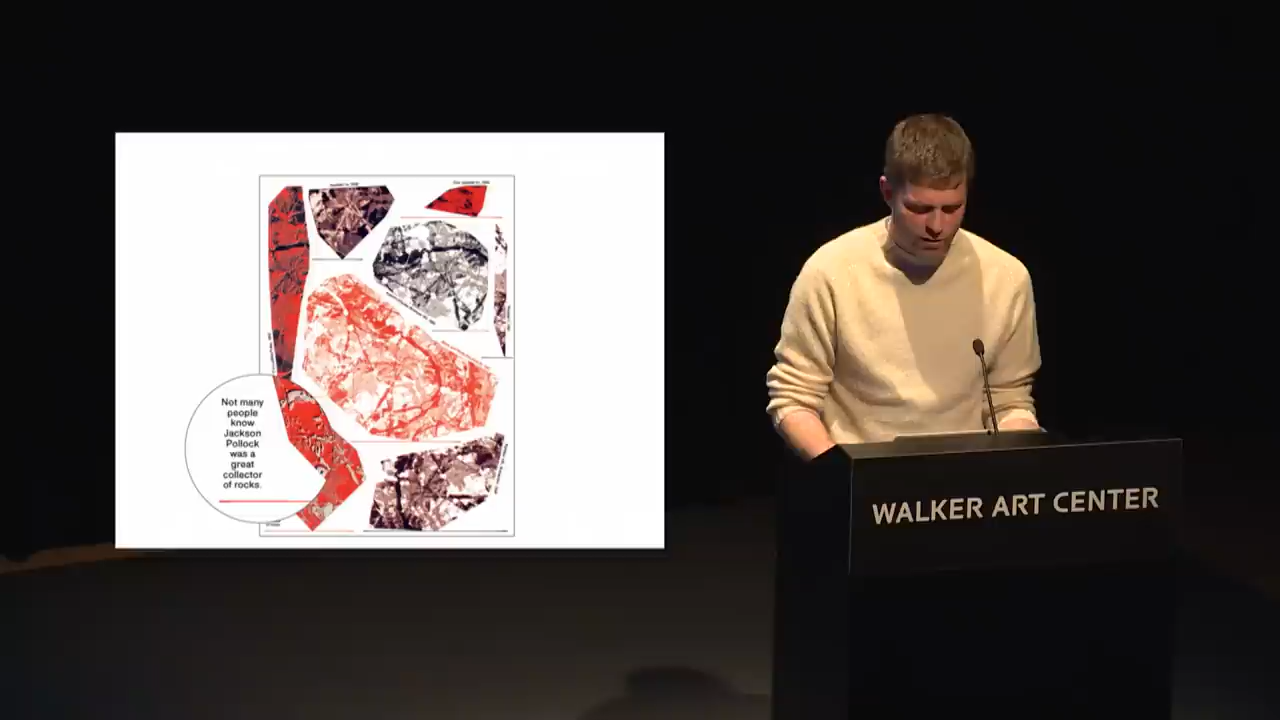 Not many
people
know
Jackson
Pollock
was a
great
collector
of rocks.
WALKER ART CENTER